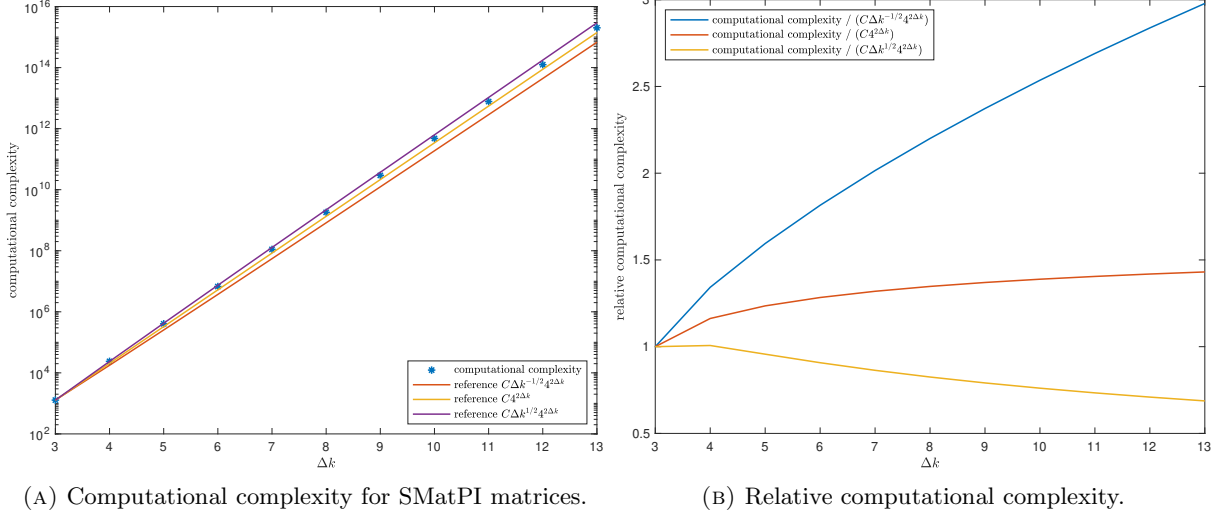 10^16
10^14
10^12
10^10
10^8
10^6
10^4
10^2
computational complexity
3 4 5 6 7 8 9 10 11 12 13
Δk
computational complexity
reference CΔk^{-1/2}4^{2Δk}
reference C4^{2Δk}
reference CΔk^{1/2}4^{2Δk}
(A) Computational complexity for SMatPI matrices.
3
2.5
2
1.5
1
0.5
relative computational complexity
computational complexity / (CΔk^{-1/2}4^{2Δk})
computational complexity / (C4^{2Δk})
computational complexity / (CΔk^{1/2}4^{2Δk})
3 4 5 6 7 8 9 10 11 12 13
Δk
(B) Relative computational complexity.